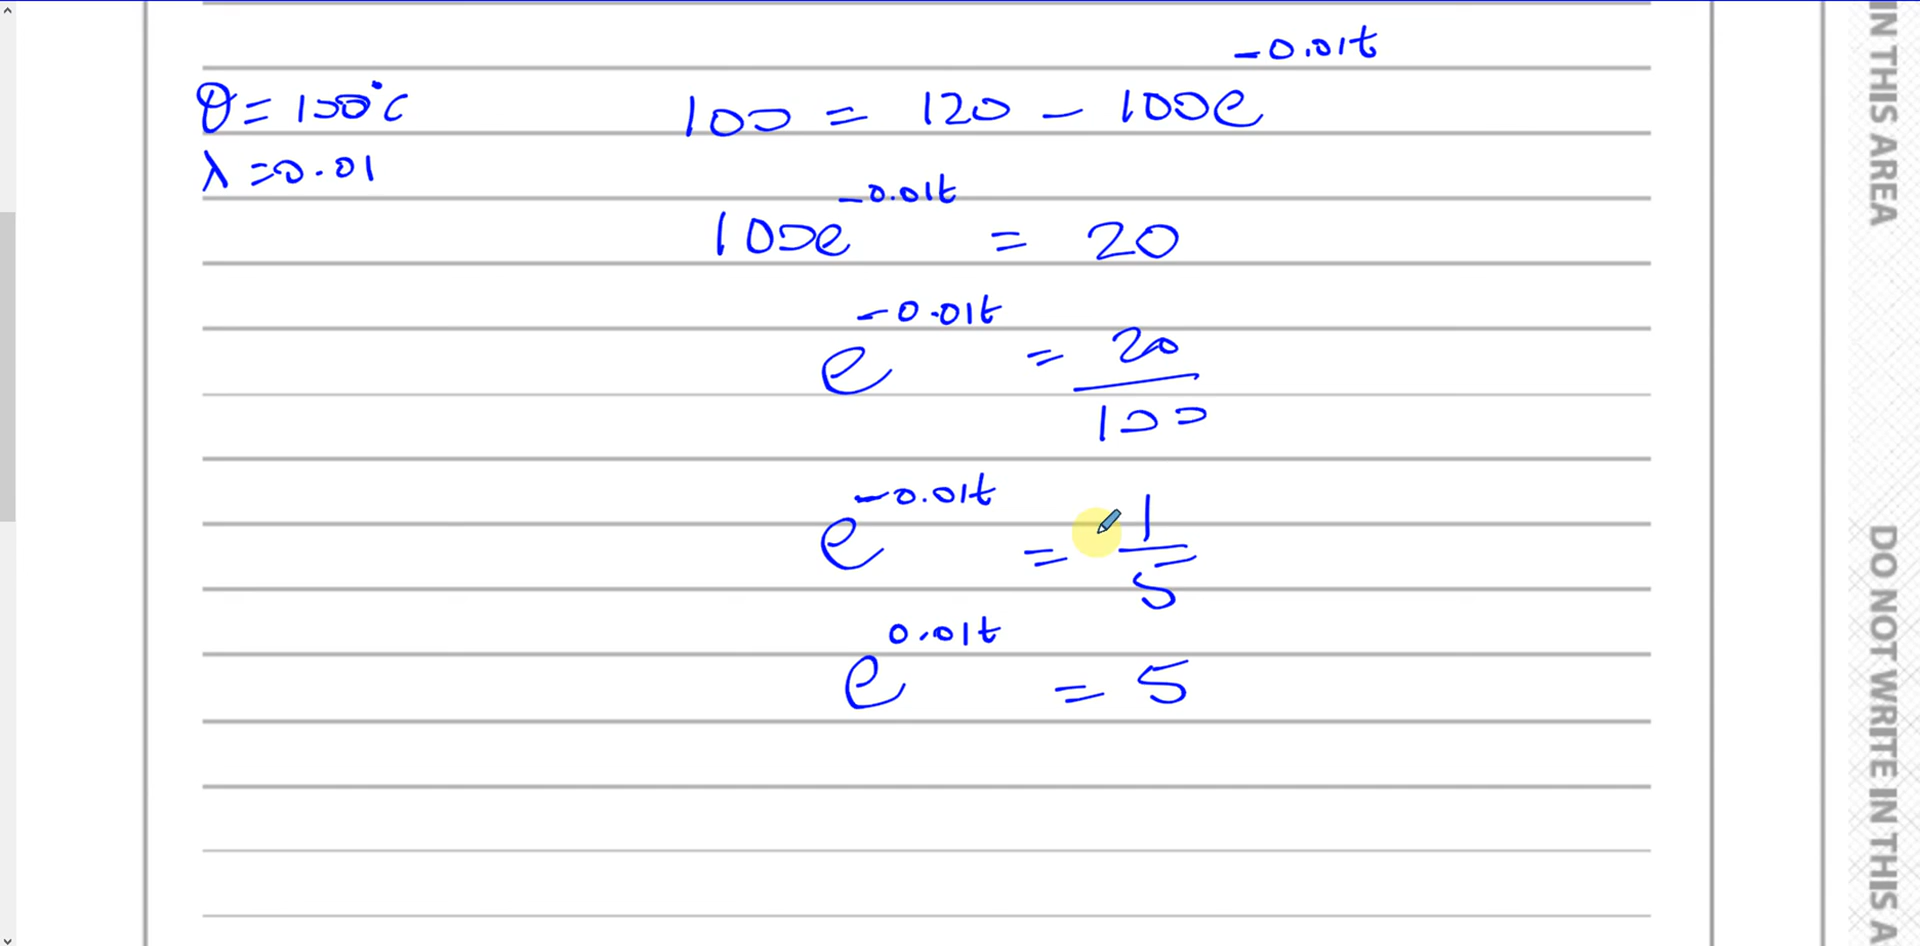 θ = 100°C
λ = 0.01
100 = 120 - 100e^{-0.01t}
100e^{-0.01t} = 20
e^{-0.01t} = 20/100
e^{-0.01t} = 1/5
e^{0.01t} = 5
IN THIS AREA
DO NOT WRITE IN THIS A